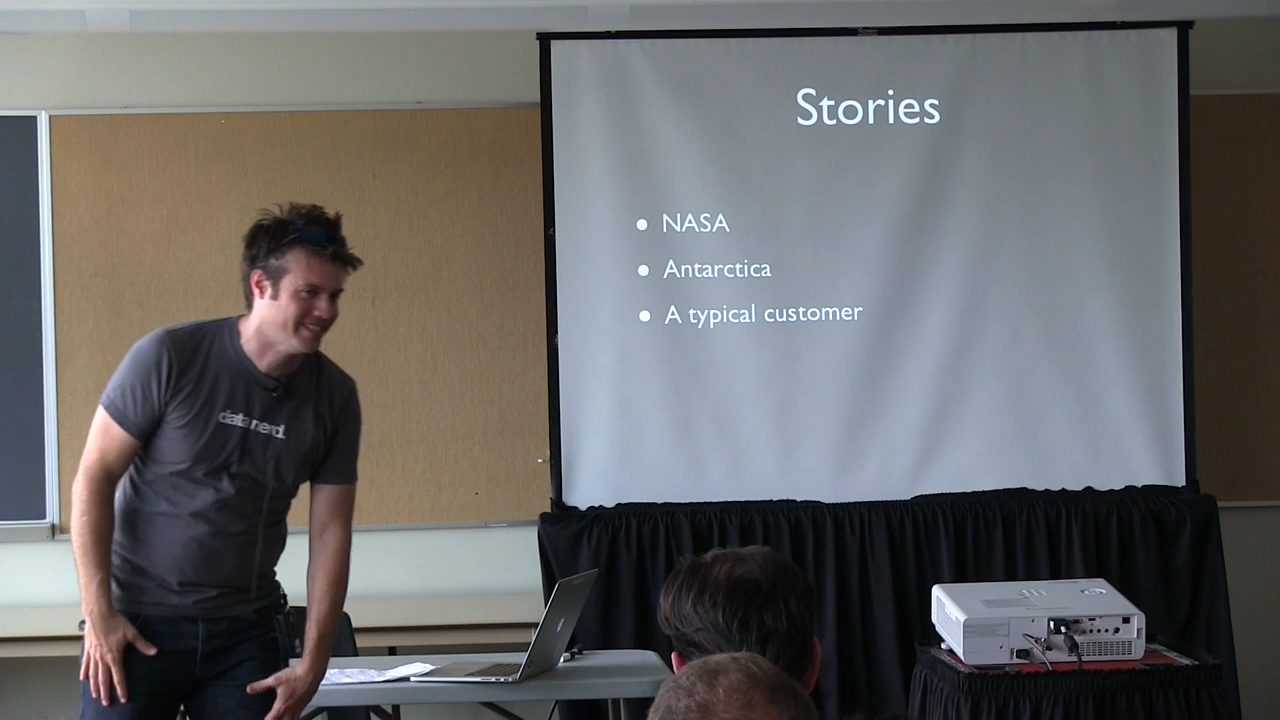 Stories
NASA
Antarctica
A typical customer
data nerd.